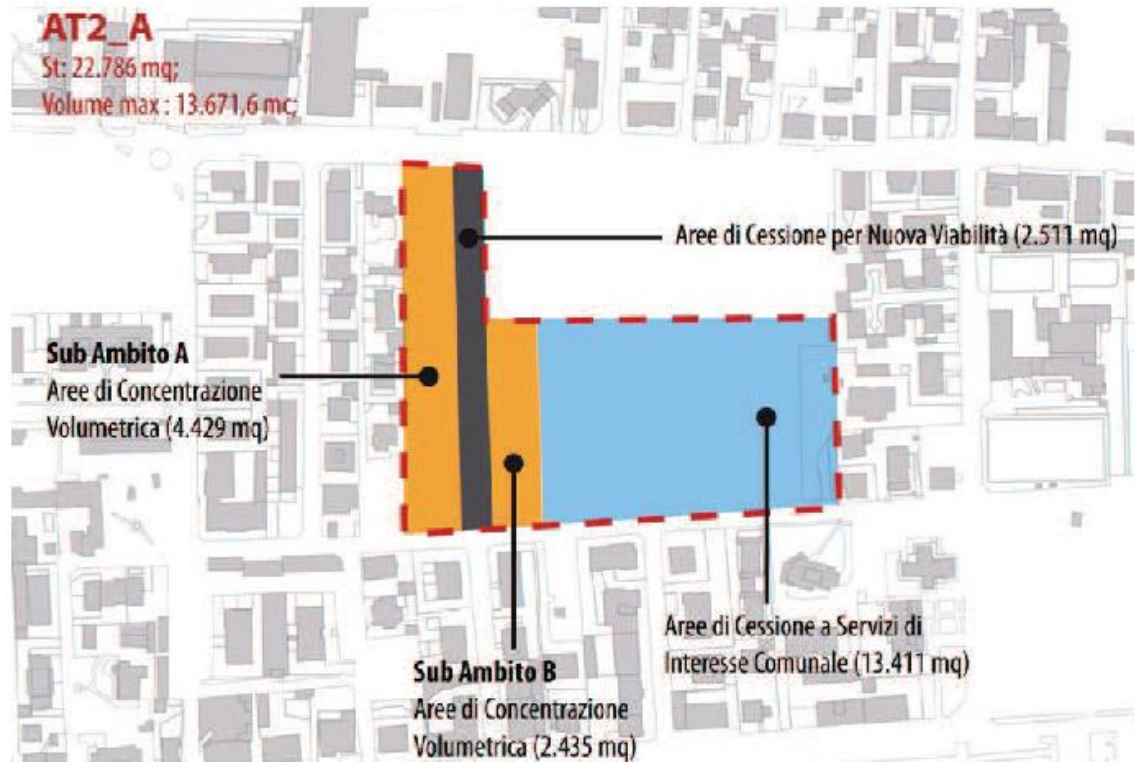 AT2_A
St: 22.786 mq;
Volume max : 13.671,6 mc;
Aree di Cessione per Nuova Viabilità (2.511 mq)
Sub Ambito A
Aree di Concentrazione
Volumetrica (4.429 mq)
Sub Ambito B
Aree di Concentrazione
Volumetrica (2.435 mq)
Aree di Cessione a Servizi di
Interesse Comunale (13.411 mq)